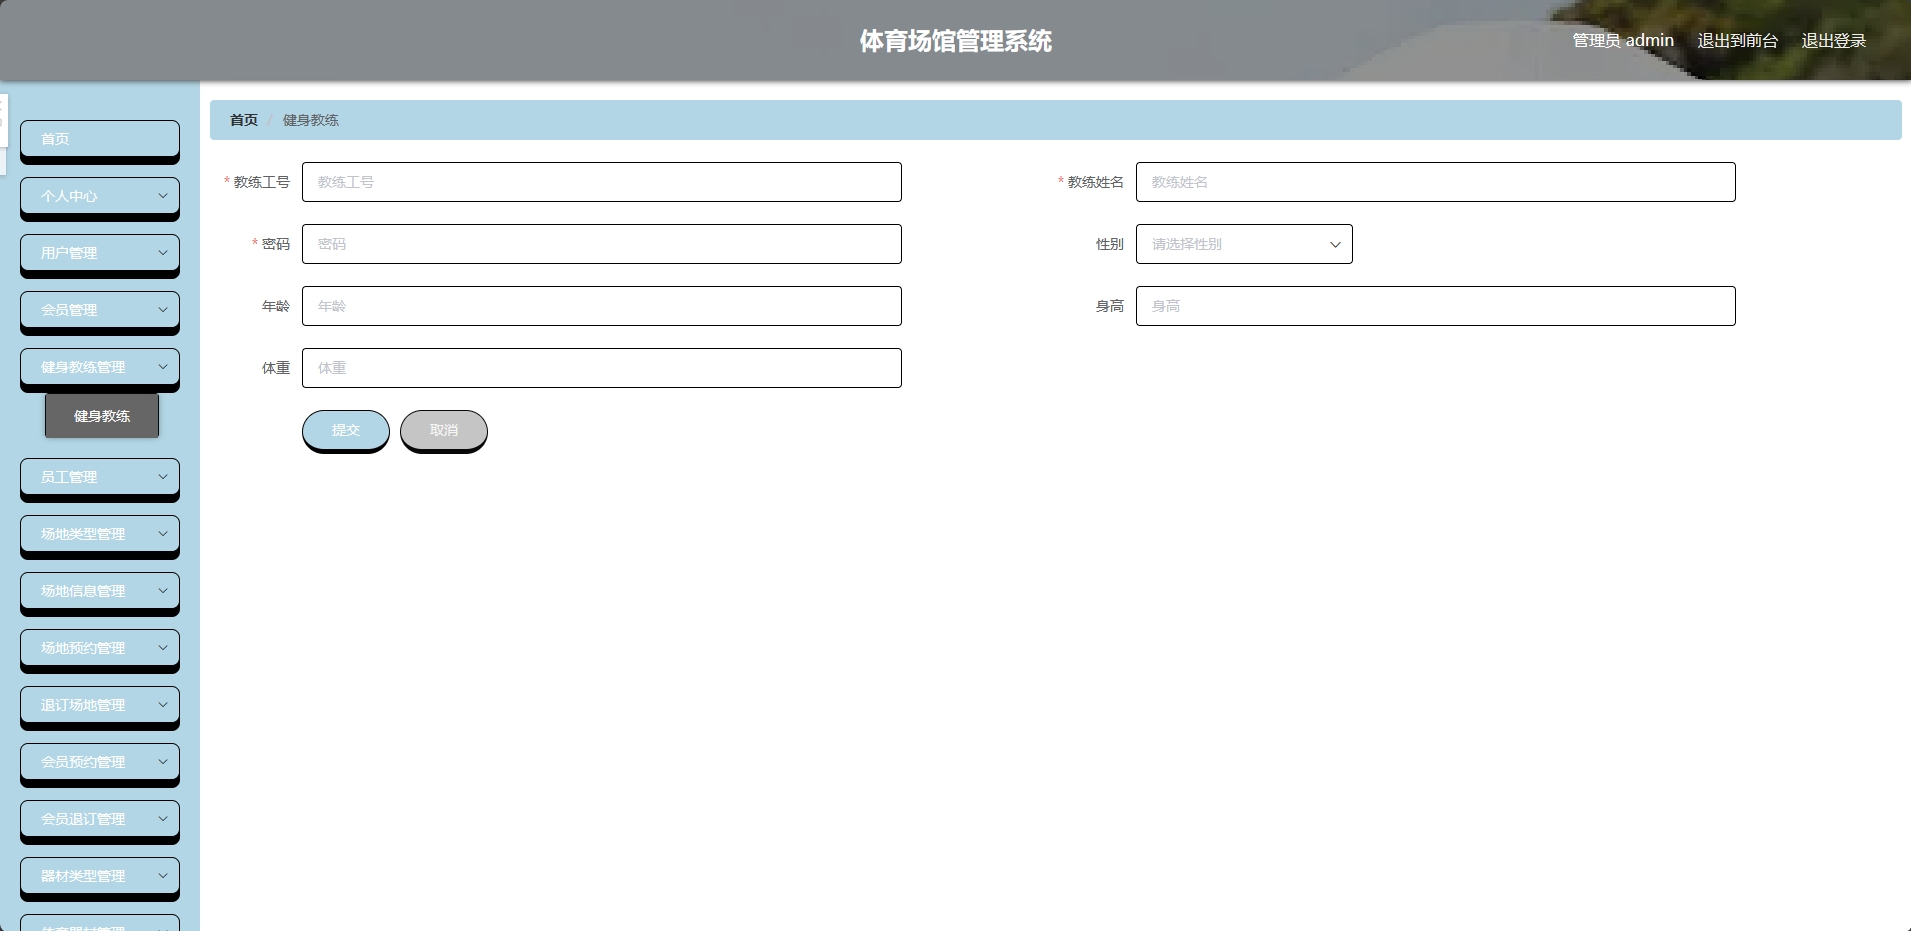 体育场馆管理系统
管理员 admin 退出到前台 退出登录
首页
个人中心
用户管理
会员管理
健身教练管理
健身教练
员工管理
场地类型管理
场地信息管理
场地预约管理
退订场地管理
会员预约管理
会员退订管理
器材类型管理
体育器材管理
首页 / 健身教练
* 教练工号 教练工号
* 教练姓名 教练姓名
* 密码 密码
性别 请选择性别
年龄 年龄
身高 身高
体重 体重
提交 取消